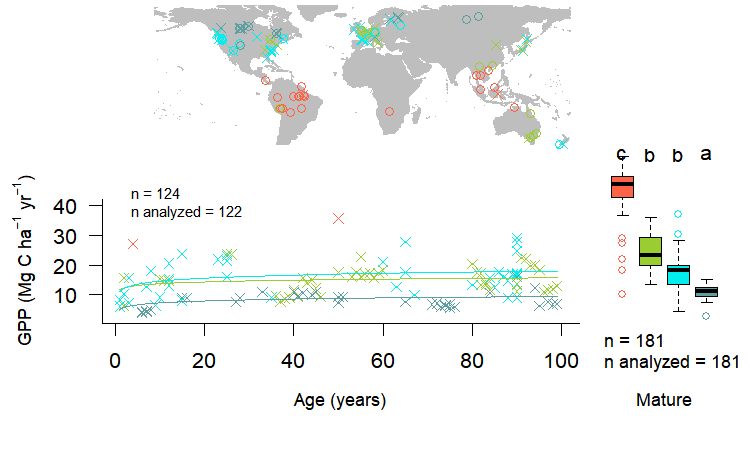 n = 124
n analyzed = 122
GPP (Mg C ha⁻¹ yr⁻¹)
40
30
20
10
0
20
40
60
80
100
Age (years)
c b b a
n = 181
n analyzed = 181
Mature